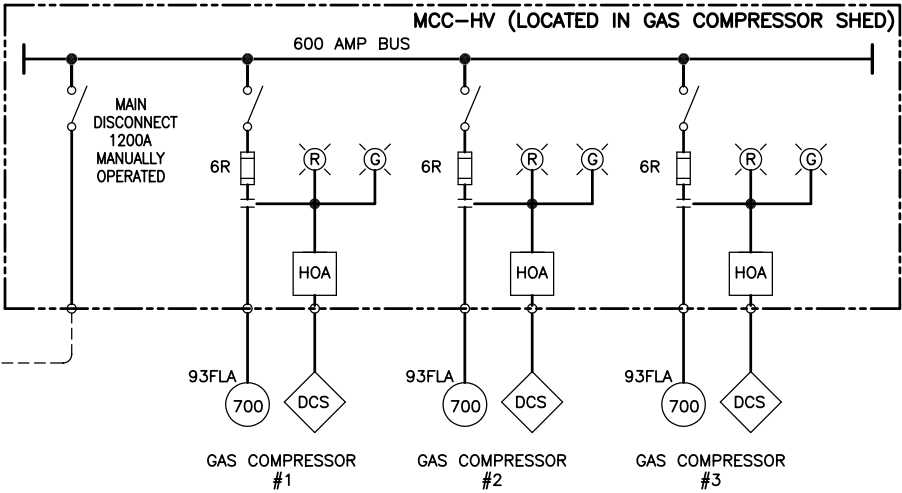 MCC-HV (LOCATED IN GAS COMPRESSOR SHED)
600 AMP BUS
MAIN
DISCONNECT
1200A
MANUALLY
OPERATED
6R
R
G
HOA
93FLA
700
DCS
GAS COMPRESSOR
#1
6R
R
G
HOA
93FLA
700
DCS
GAS COMPRESSOR
#2
6R
R
G
HOA
93FLA
700
DCS
GAS COMPRESSOR
#3